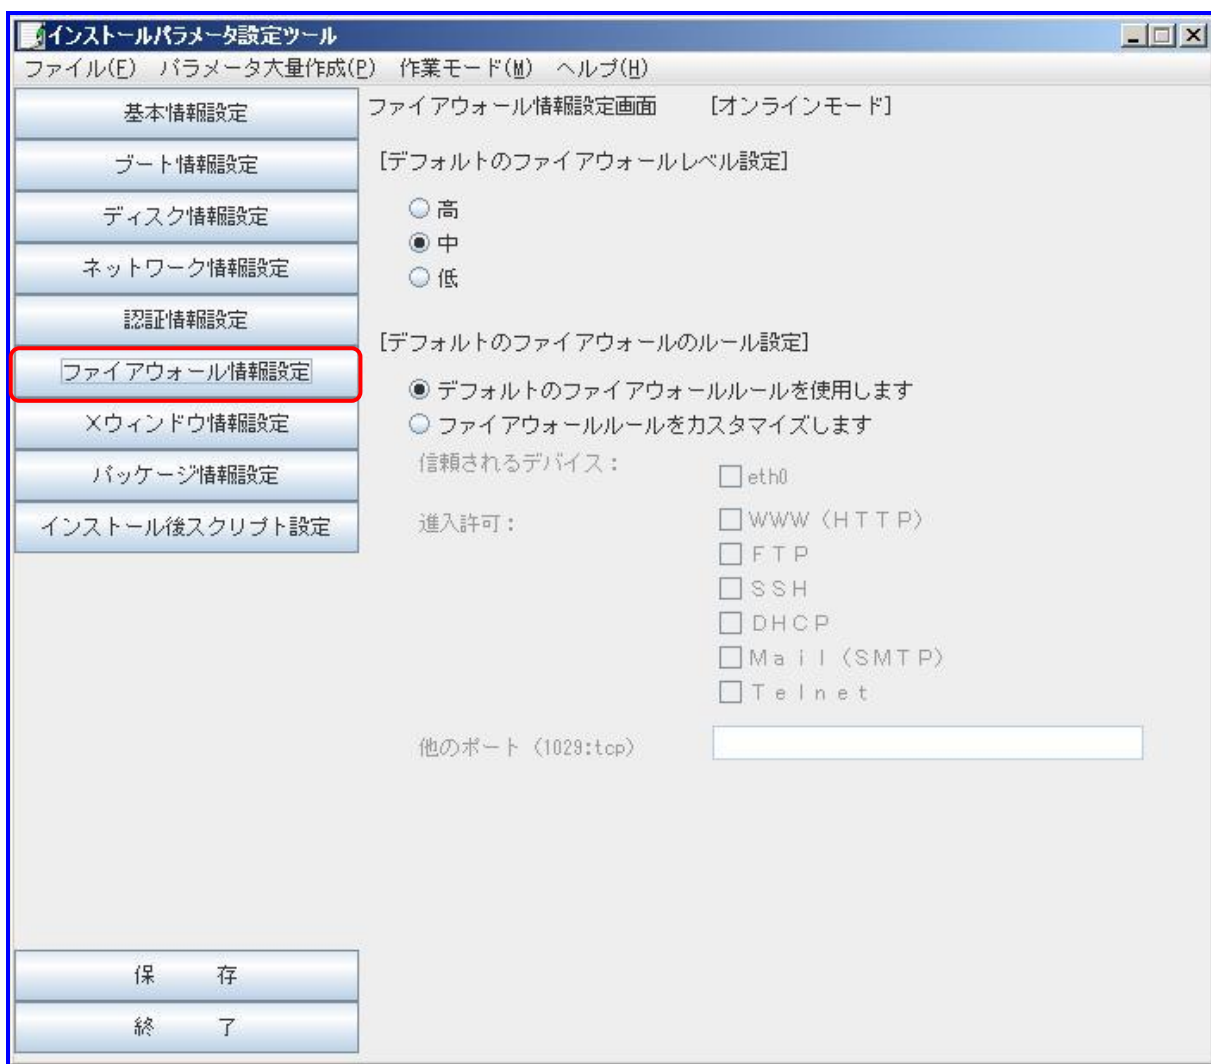 インストールパラメータ設定ツール
ファイル(F) パラメータ大量作成(P) 作業モード(M) ヘルプ(H)
基本情報設定
ブート情報設定
ディスク情報設定
ネットワーク情報設定
認証情報設定
ファイアウォール情報設定
Xウィンドウ情報設定
パッケージ情報設定
インストール後スクリプト設定
保 存
終 了
ファイアウォール情報設定画面 [オンラインモード]
[デフォルトのファイアウォールレベル設定]
高
中
低
[デフォルトのファイアウォールのルール設定]
デフォルトのファイアウォールルールを使用します
ファイアウォールルールをカスタマイズします
信頼されるデバイス: eth0
進入許可: WWW(HTTP)
FTP
SSH
DHCP
Mail(SMTP)
Telnet
他のポート (1029:tcp)